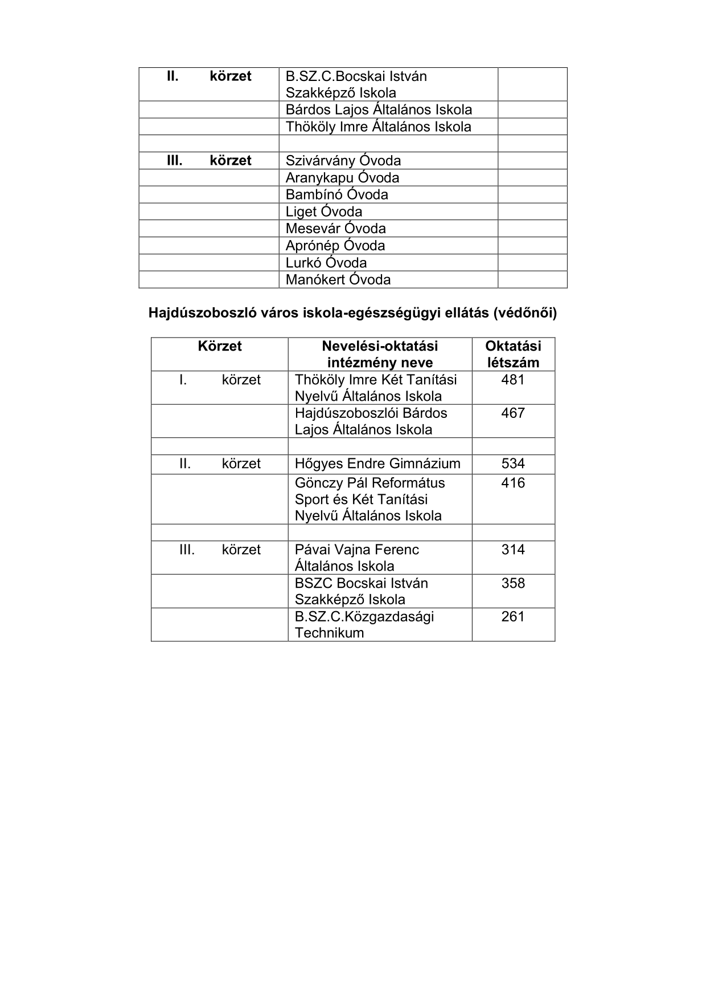 II. körzet B.SZ.C.Bocskai István
Szakképző Iskola
Bárdos Lajos Általános Iskola
Thököly Imre Általános Iskola
III. körzet Szivárvány Óvoda
Aranykapu Óvoda
Bambínó Óvoda
Liget Óvoda
Mesevár Óvoda
Aprónép Óvoda
Lurkó Óvoda
Manókert Óvoda
Hajdúszoboszló város iskola-egészségügyi ellátás (védőnői)
Körzet Nevelési-oktatási Oktatási
intézmény neve létszám
I. körzet Thököly Imre Két Tanítási 481
Nyelvű Általános Iskola
Hajdúszoboszlói Bárdos 467
Lajos Általános Iskola
II. körzet Hőgyes Endre Gimnázium 534
Gönczy Pál Református 416
Sport és Két Tanítási
Nyelvű Általános Iskola
III. körzet Pávai Vajna Ferenc 314
Általános Iskola
BSZC Bocskai István 358
Szakképző Iskola
B.SZ.C.Közgazdasági 261
Technikum